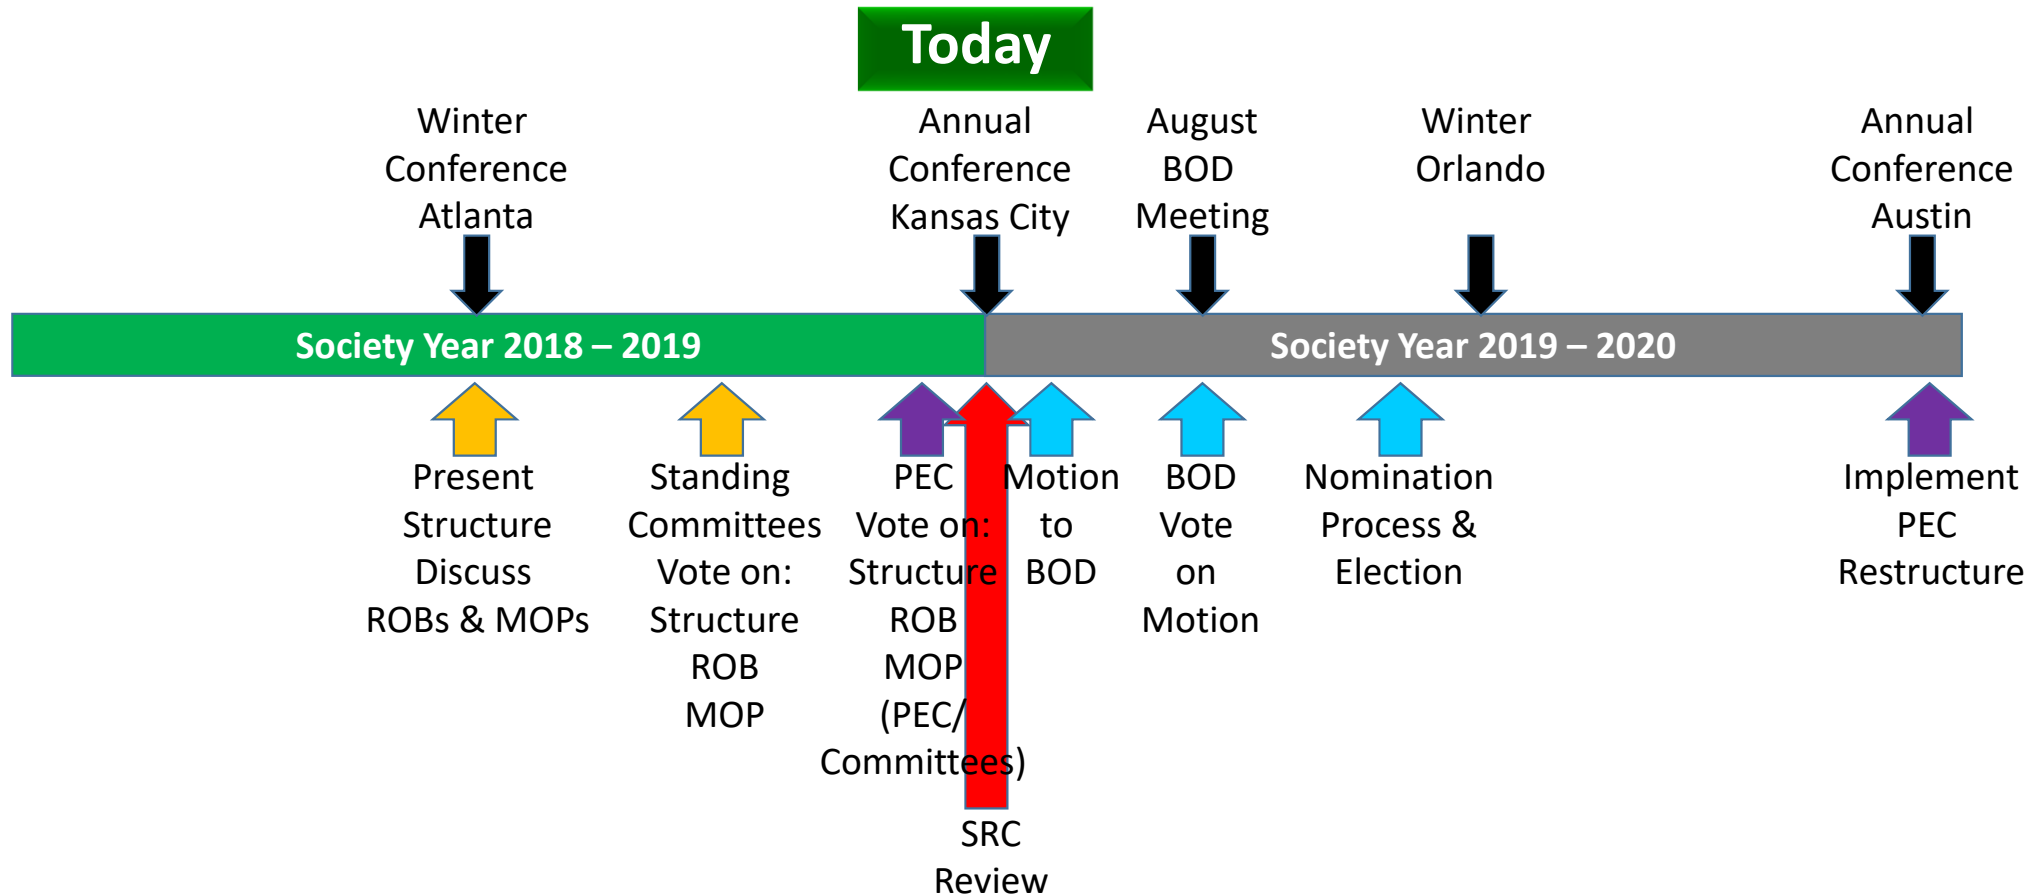 Today
Winter
Conference
Atlanta
Annual
Conference
Kansas City
August
BOD
Meeting
Winter
Orlando
Annual
Conference
Austin
Society Year 2018 – 2019
Society Year 2019 – 2020
Present
Structure
Discuss
ROBs & MOPs
Standing
Committees
Vote on:
Structure
ROB
MOP
PEC
Vote on:
Structure
ROB
MOP
(PEC/
Committees)
SRC
Review
Motion
to
BOD
BOD
Vote
on
Motion
Nomination
Process &
Election
Implement
PEC
Restructure